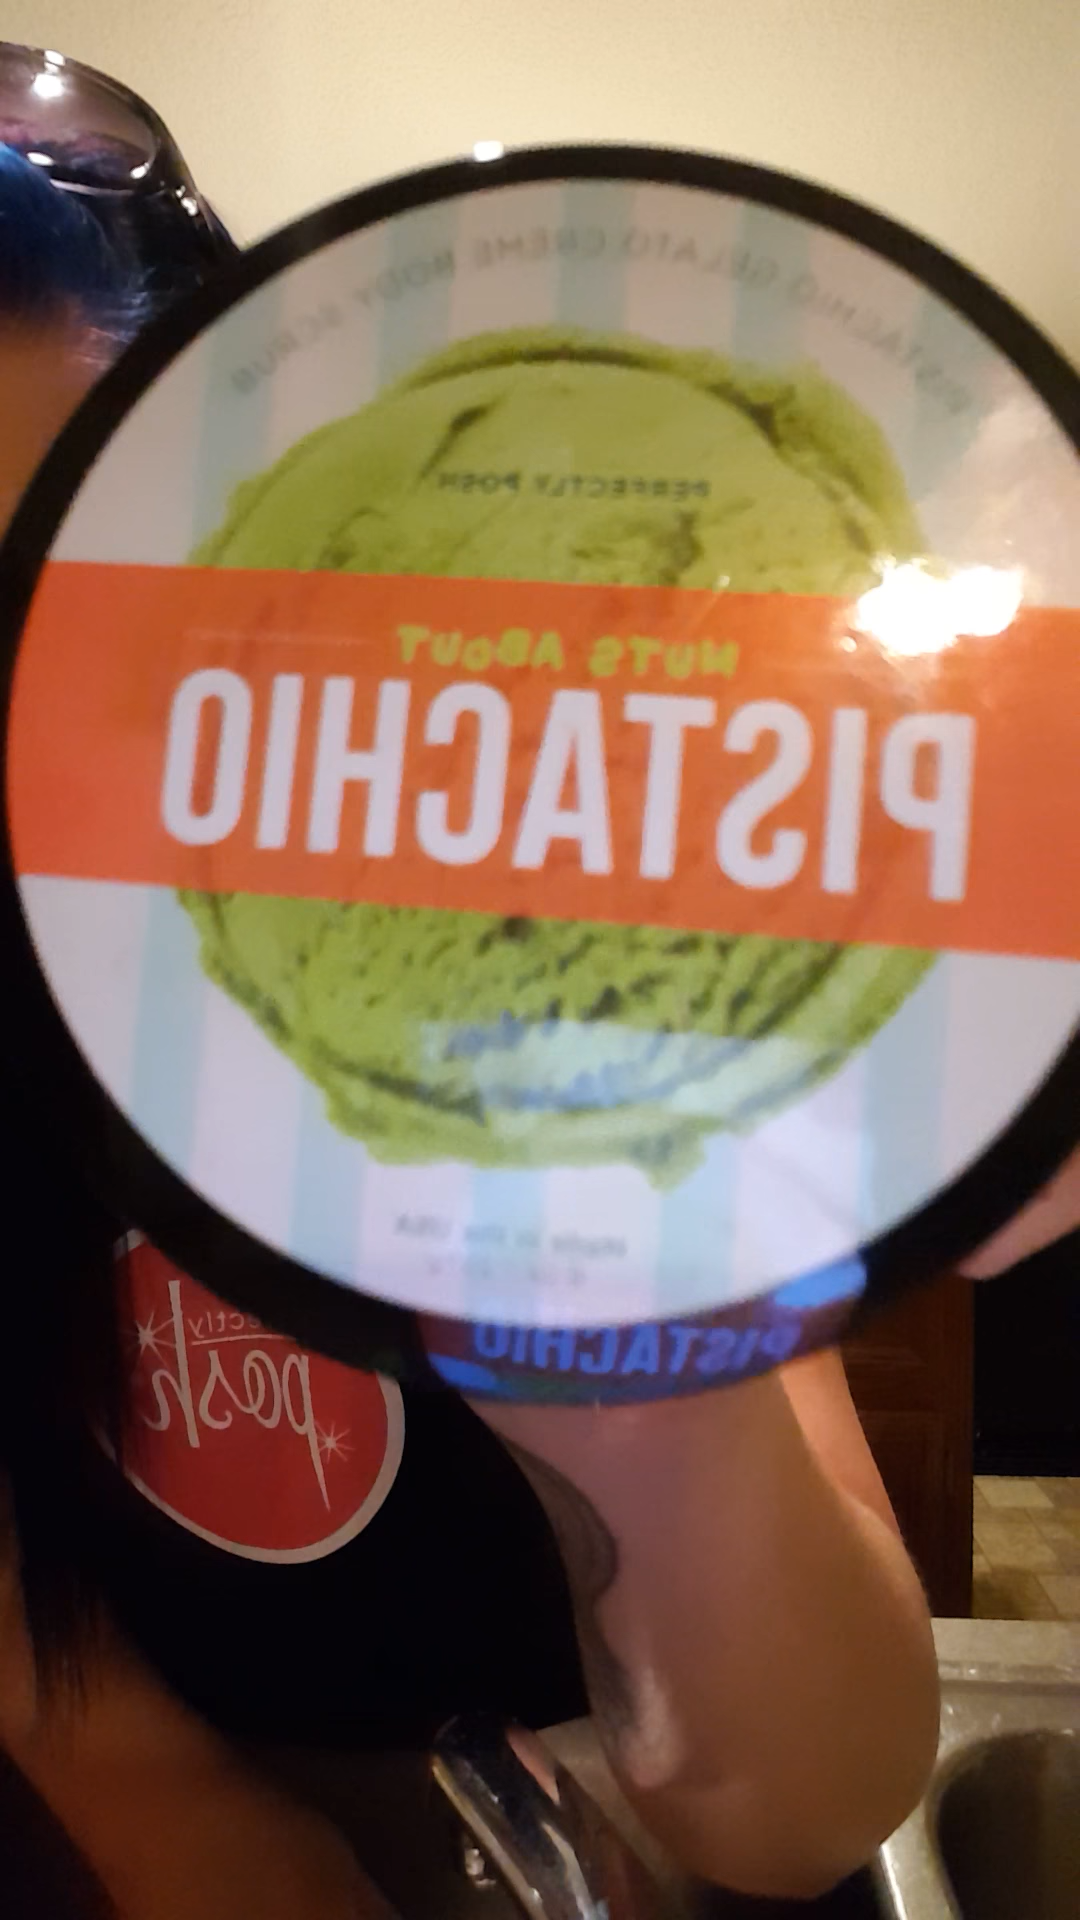 PISTACHIO GELATO CREME BODY SCRUB
PERFECTLY POSH
NUTS ABOUT
PISTACHIO
Made in the USA
PISTACHIO
posh